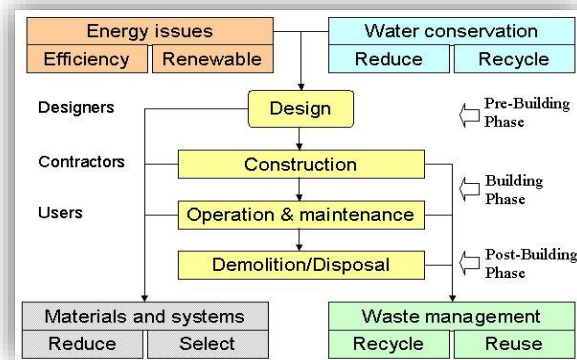 Energy issues
Water conservation
Efficiency
Renewable
Reduce
Recycle
Designers
Design
Pre-Building
Phase
Contractors
Construction
Building
Phase
Users
Operation & maintenance
Demolition/Disposal
Post-Building
Phase
Materials and systems
Waste management
Reduce
Select
Recycle
Reuse